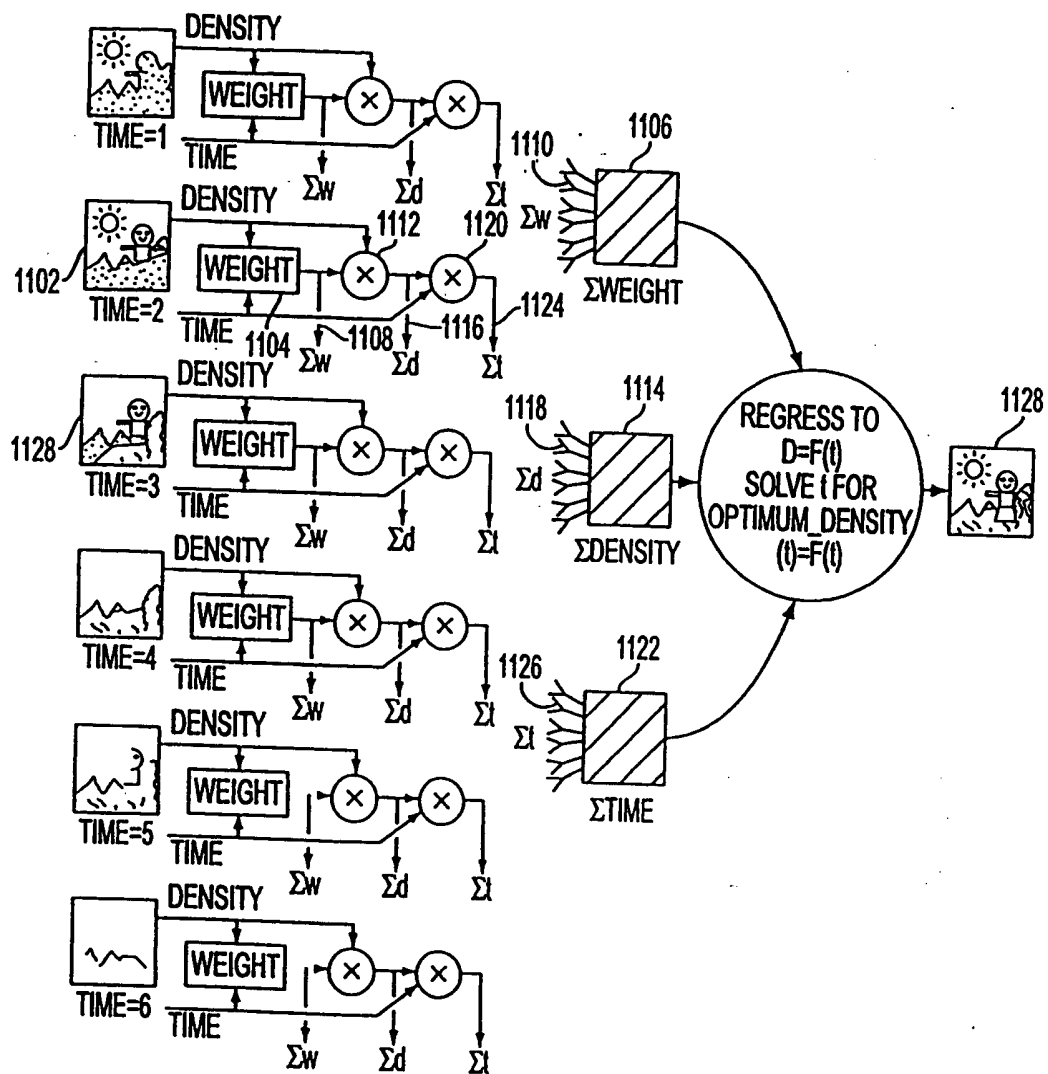 DENSITY
WEIGHT
TIME=1
TIME
Σw
Σd
Σt
DENSITY
1102
WEIGHT
1112
1120
TIME=2
TIME
1104
1108
1116
1124
Σw
Σd
Σt
DENSITY
1128
WEIGHT
TIME=3
TIME
Σw
Σd
Σt
DENSITY
WEIGHT
TIME=4
TIME
Σw
Σd
Σt
DENSITY
WEIGHT
TIME=5
TIME
Σw
Σd
Σt
DENSITY
WEIGHT
TIME=6
TIME
Σw
Σd
Σt
1106
1110
Σw
ΣWEIGHT
1114
1118
Σd
ΣDENSITY
1122
1126
Σt
ΣTIME
REGRESS TO
D=F(t)
SOLVE t FOR
OPTIMUM_DENSITY
(t)=F(t)
1128